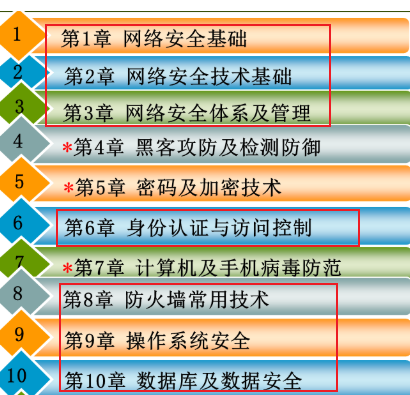 1 第1章 网络安全基础
2 第2章 网络安全技术基础
3 第3章 网络安全体系及管理
4 *第4章 黑客攻防及检测防御
5 *第5章 密码及加密技术
6 第6章 身份认证与访问控制
7 *第7章 计算机及手机病毒防范
8 第8章 防火墙常用技术
9 第9章 操作系统安全
10 第10章 数据库及数据安全